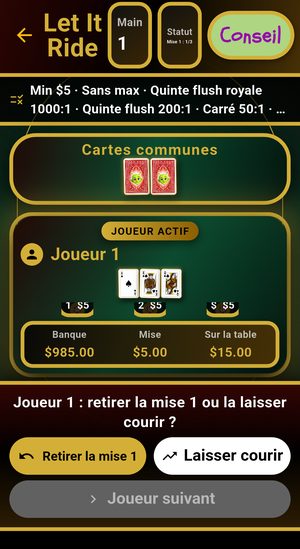 Let It
Ride
Main
1
Statut
Mise 1 : 1/3
Conseil
Min $5 · Sans max · Quinte flush royale
1000:1 · Quinte flush 200:1 · Carré 50:1 · ...
Cartes communes
JOUEUR ACTIF
Joueur 1
1 $5
2 $5
$ $5
Banque
Mise
Sur la table
$985.00
$5.00
$15.00
Joueur 1 : retirer la mise 1 ou la laisser
courir ?
Retirer la mise 1
Laisser courir
Joueur suivant